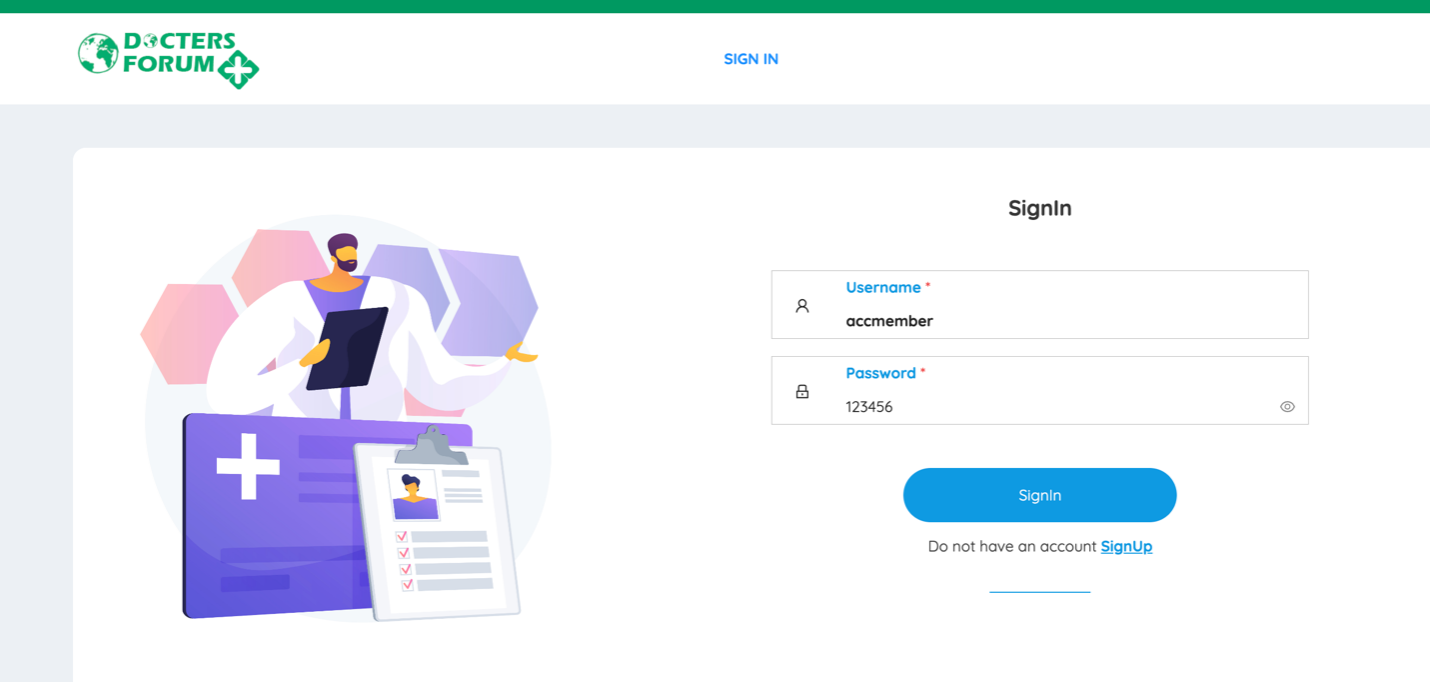 DOCTERS
FORUM
SIGN IN
SignIn
Username *
accmember
Password *
123456
SignIn
Do not have an account SignUp